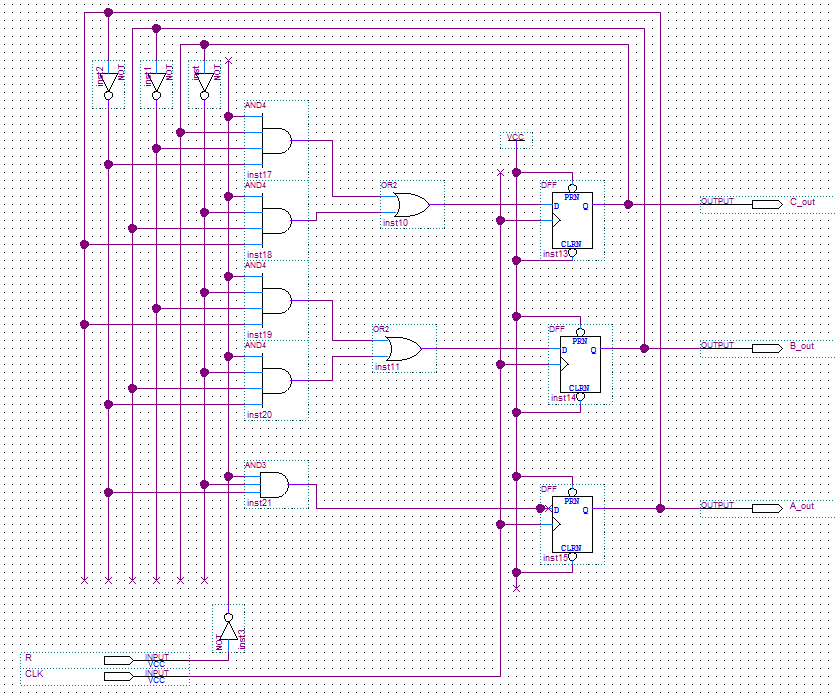 inst2 NOT
inst1 NOT
inst NOT
AND4
inst17
AND4
inst18
AND4
inst19
AND4
inst20
AND3
inst21
OR2
inst10
OR2
inst11
VCC
DFF
PRN
D Q
CLRN
inst13
OUTPUT C_out
DFF
PRN
D Q
CLRN
inst14
OUTPUT B_out
DFF
PRN
D Q
CLRN
inst15
OUTPUT A_out
NOT inst3
R INPUT
VCC
CLK INPUT
VCC